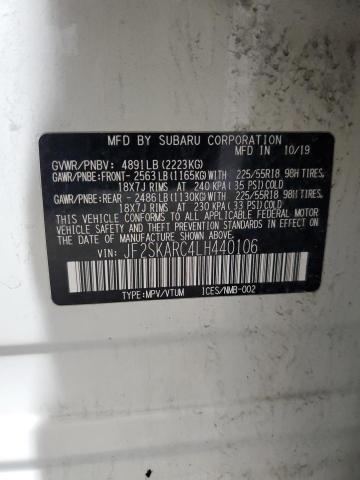 MFD BY SUBARU CORPORATION 10/19
GVWR/PNBV: 4891LB (2223KG)
GAWR/PNBE:FRONT- 2563LB(1165KG)WITH 225/55R18 98H TIRES,
18X7J RIMS AT 240 KPA (35 PSI)COLD
GAWR/PNBE:REAR - 2486LB(1130KG)WITH 225/55R18 98H TIRES,
18X7J RIMS AT 230 KPA(33 PSI)COLD
THIS VEHICLE CONFORMS TO ALL APPLICABLE FEDERAL
MOTOR VEHICLE SAFETY, BUMPER, AND THEFT PREVENTION
STANDARDS IN EFFECT ON THE DATE OF MANUFACTURE
SHOWN ABOVE.
VIN: JF2SKARC4LH440106
TYPE:MPV/VTUM ICES/NMB-002